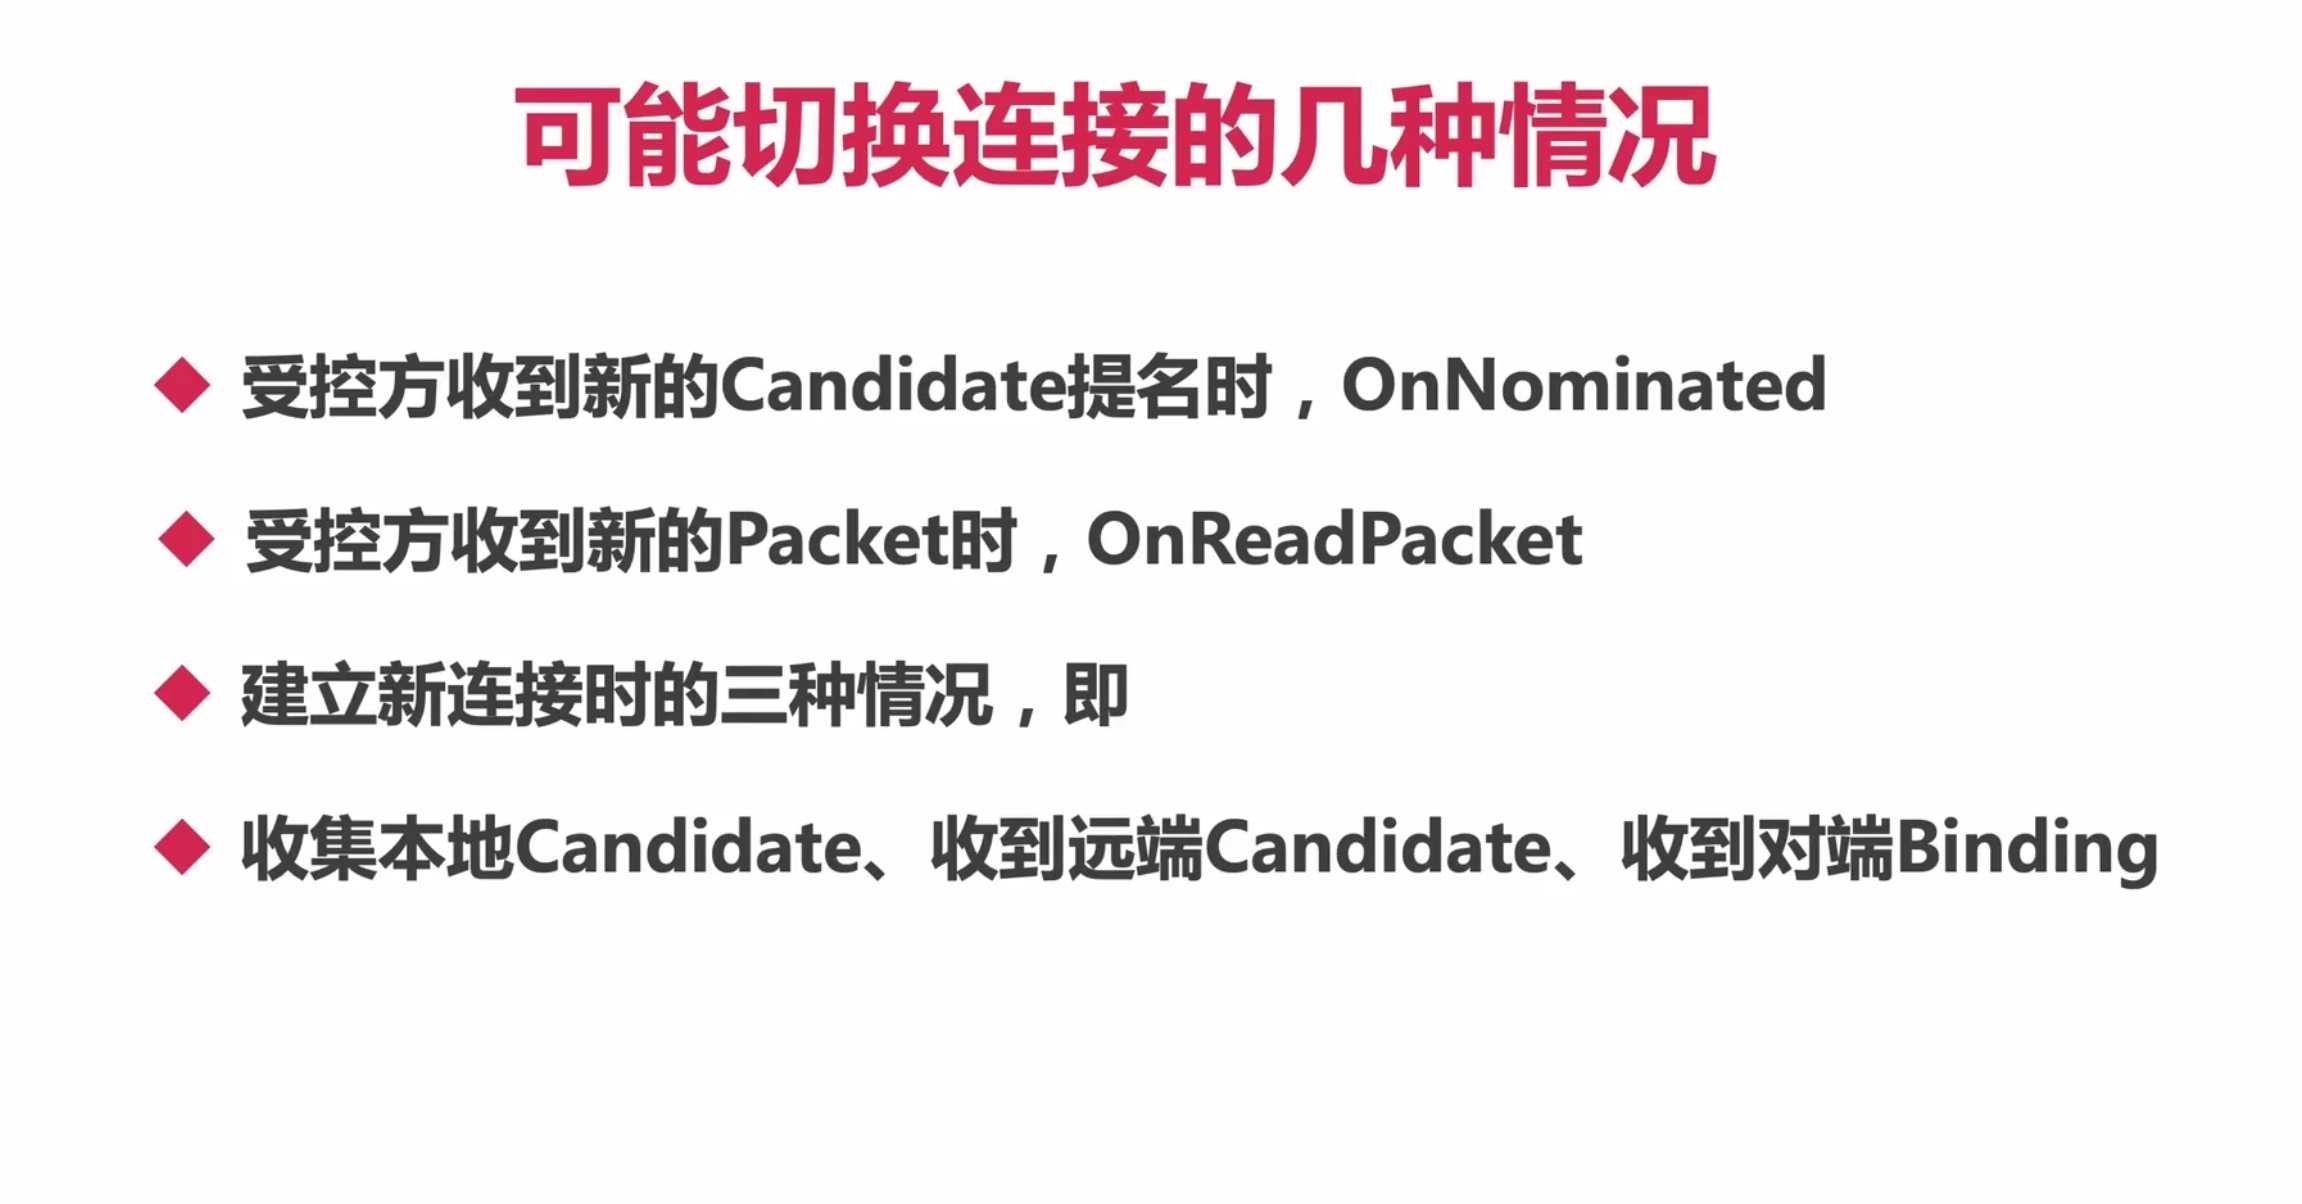 可能切换连接的几种情况
受控方收到新的Candidate提名时，OnNominated
受控方收到新的Packet时，OnReadPacket
建立新连接时的三种情况，即
收集本地Candidate、收到远端Candidate、收到对端Binding